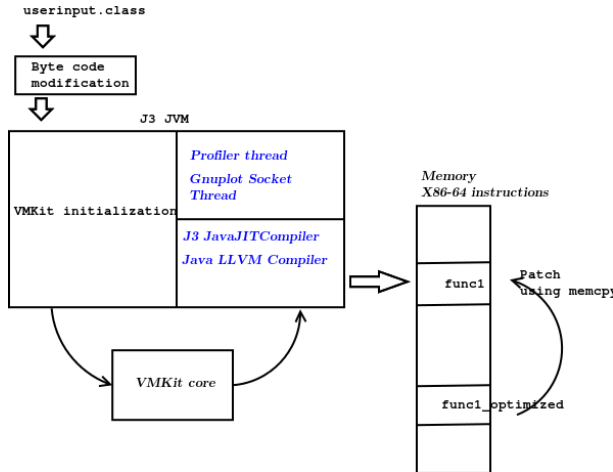 userinput.class
Byte code
modification
J3 JVM
VMKit initialization
Profiler thread
Gnuplot Socket
Thread
J3 JavaJITCompiler
Java LLVM Compiler
VMKit core
Memory
X86-64 instructions
func1
Patch
using memcpy
func1_optimized